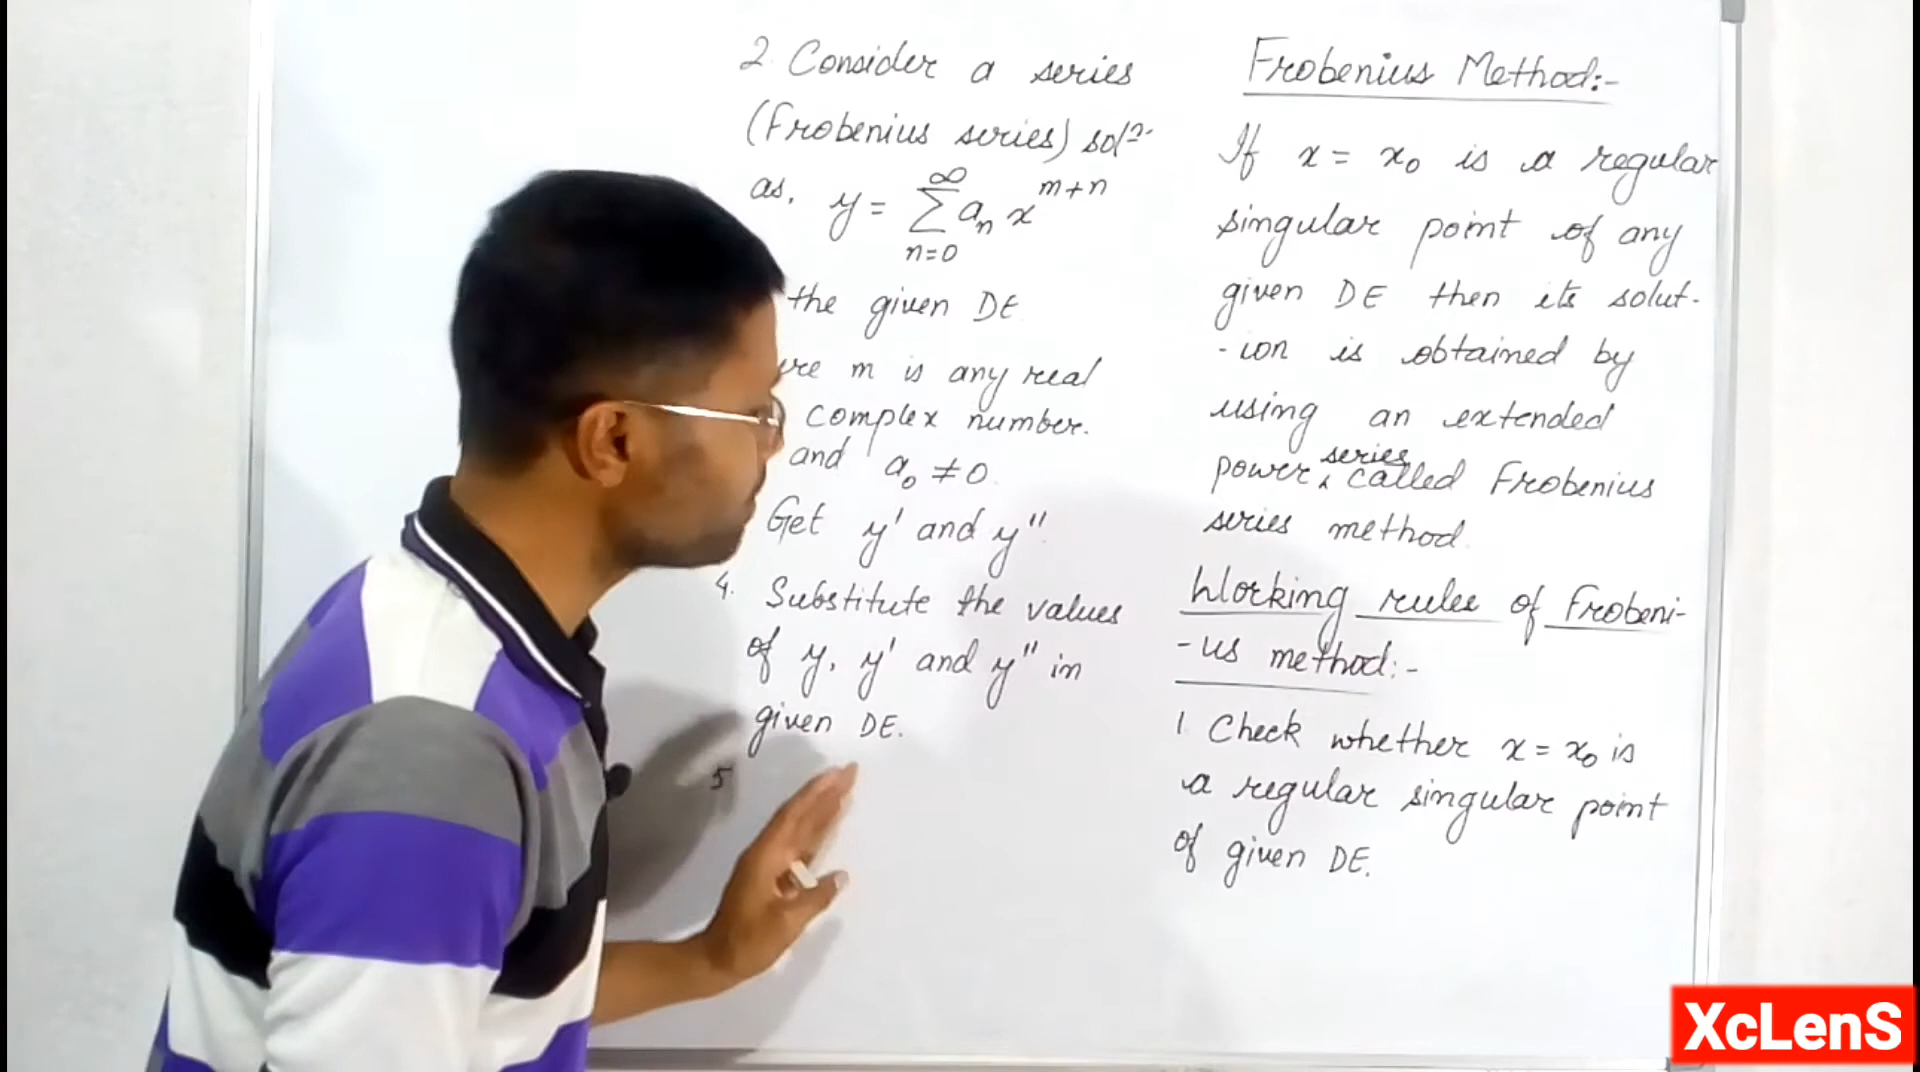 Frobenius Method:-
If x = x₀ is a regular
singular point of any
given DE then its solut-
-ion is obtained by
using an extended
series
power ‸ called Frobenius
series method.
Working rules of Frobeni-
-us method:-
1. Check whether x = x₀ is
a regular singular point
of given DE.
2. Consider a series
(Frobenius series) solⁿ.
as, y = ∑_{n=0}^{∞} aₙ x^{m+n}
the given DE
m is any real
complex number.
and a₀ ≠ 0.
Get y' and y".
4. Substitute the values
of y, y' and y" in
given DE.
5
XcLenS